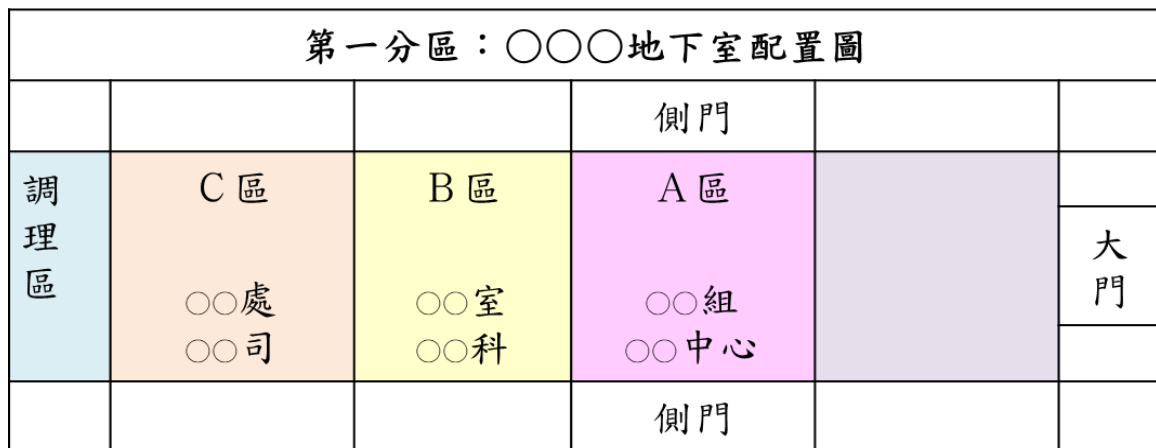 第一分區：○○○地下室配置圖
側門
調理區
C區
○○處
○○司
B區
○○室
○○科
A區
○○組
○○中心
大門
側門